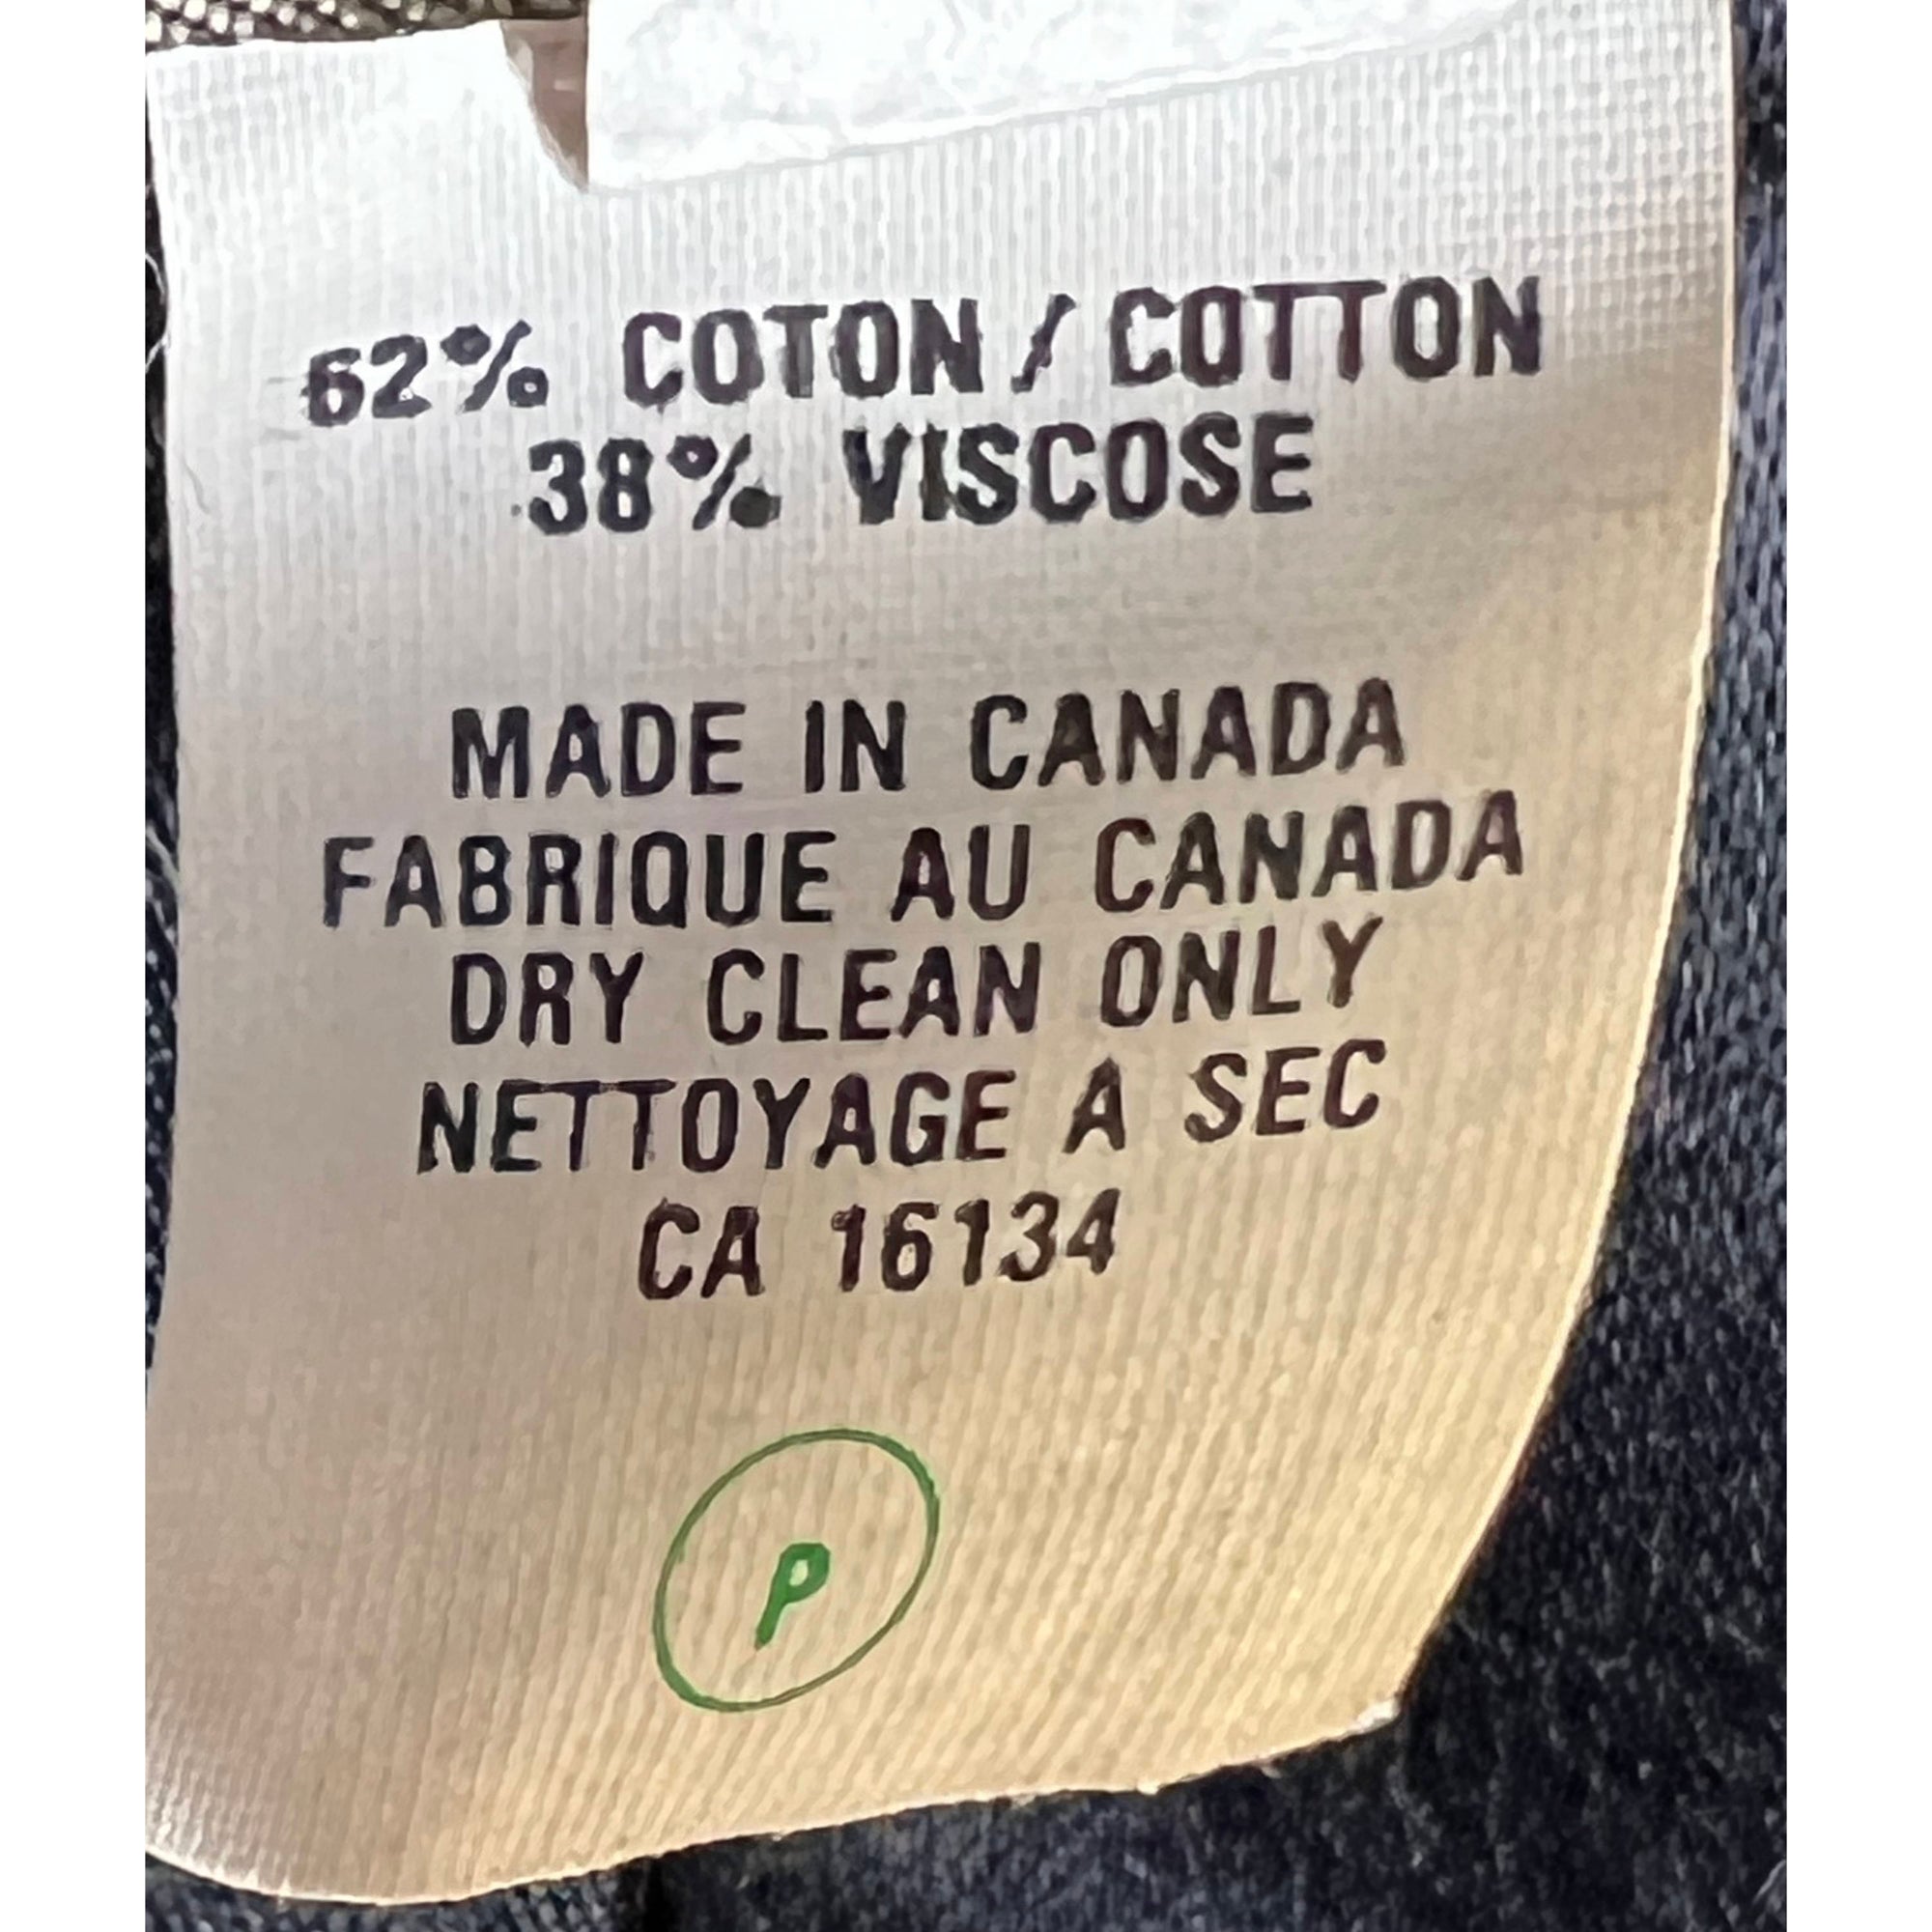 62% COTON / COTTON
38% VISCOSE
MADE IN CANADA
FABRIQUE AU CANADA
DRY CLEAN ONLY
NETTOYAGE A SEC
CA 16134
P